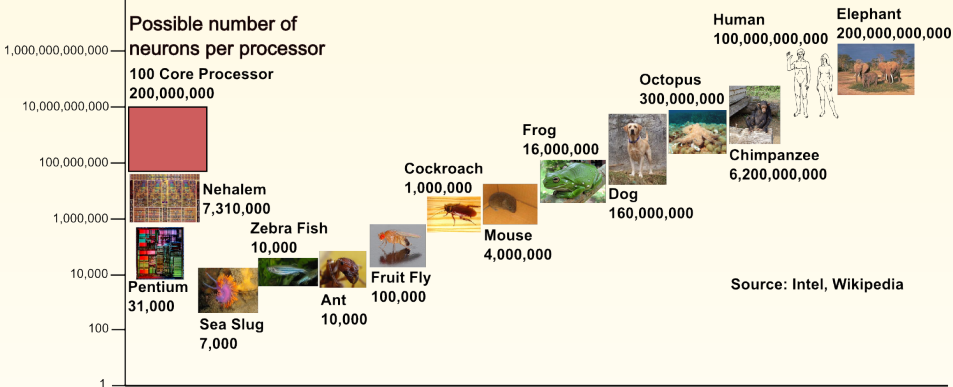 Possible number of
neurons per processor
1,000,000,000,000
10,000,000,000
100,000,000
1,000,000
10,000
100
1
100 Core Processor
200,000,000
Nehalem
7,310,000
Pentium
31,000
Sea Slug
7,000
Zebra Fish
10,000
Ant
10,000
Fruit Fly
100,000
Cockroach
1,000,000
Mouse
4,000,000
Frog
16,000,000
Dog
160,000,000
Octopus
300,000,000
Chimpanzee
6,200,000,000
Human
100,000,000,000
Elephant
200,000,000,000
Source: Intel, Wikipedia